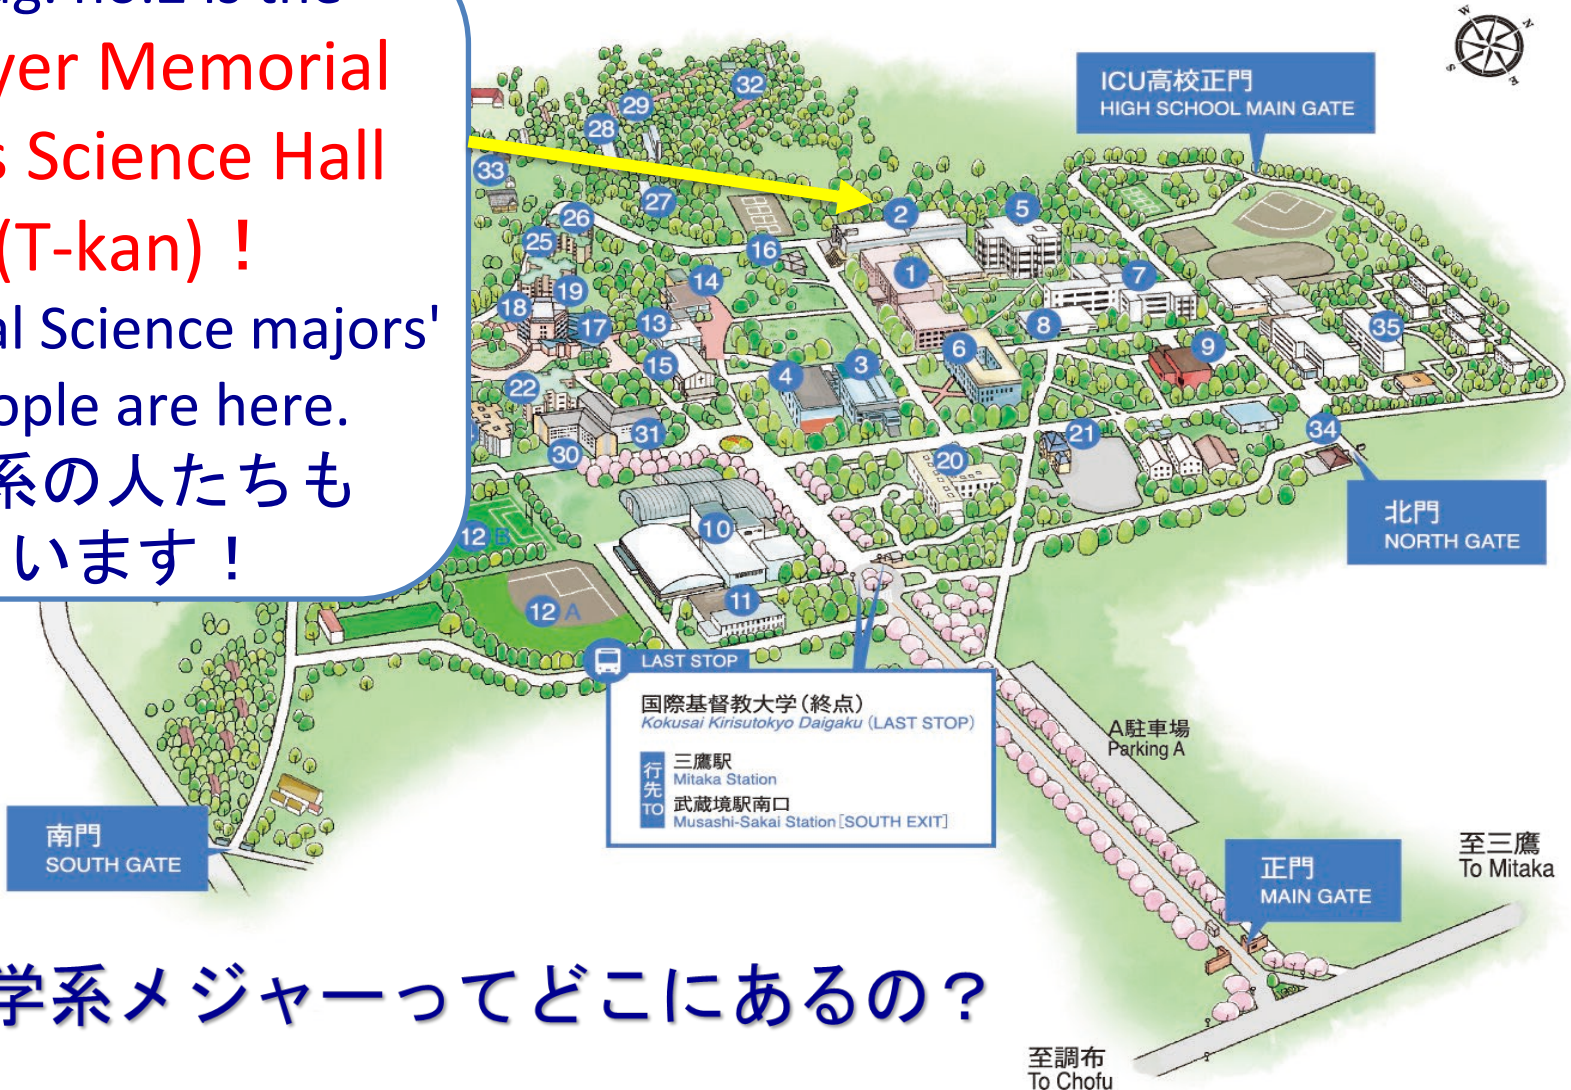 no.2 is the
yer Memorial
s Science Hall
(T-kan)！
al Science majors'
ople are here.
系の人たちも
います！
W
N
S
E
ICU高校正門
HIGH SCHOOL MAIN GATE
32
29
28
33
27
2
5
26
25
16
1
7
14
19
18
17
13
8
35
15
6
9
4
3
22
31
30
21
34
20
北門
NORTH GATE
10
12 B
12 A
11
LAST STOP
国際基督教大学（終点）
Kokusai Kirisutokyo Daigaku (LAST STOP)
行先
TO
三鷹駅
Mitaka Station
武蔵境駅南口
Musashi-Sakai Station [SOUTH EXIT]
A駐車場
Parking A
南門
SOUTH GATE
正門
MAIN GATE
至三鷹
To Mitaka
学系メジャーってどこにあるの？
至調布
To Chofu